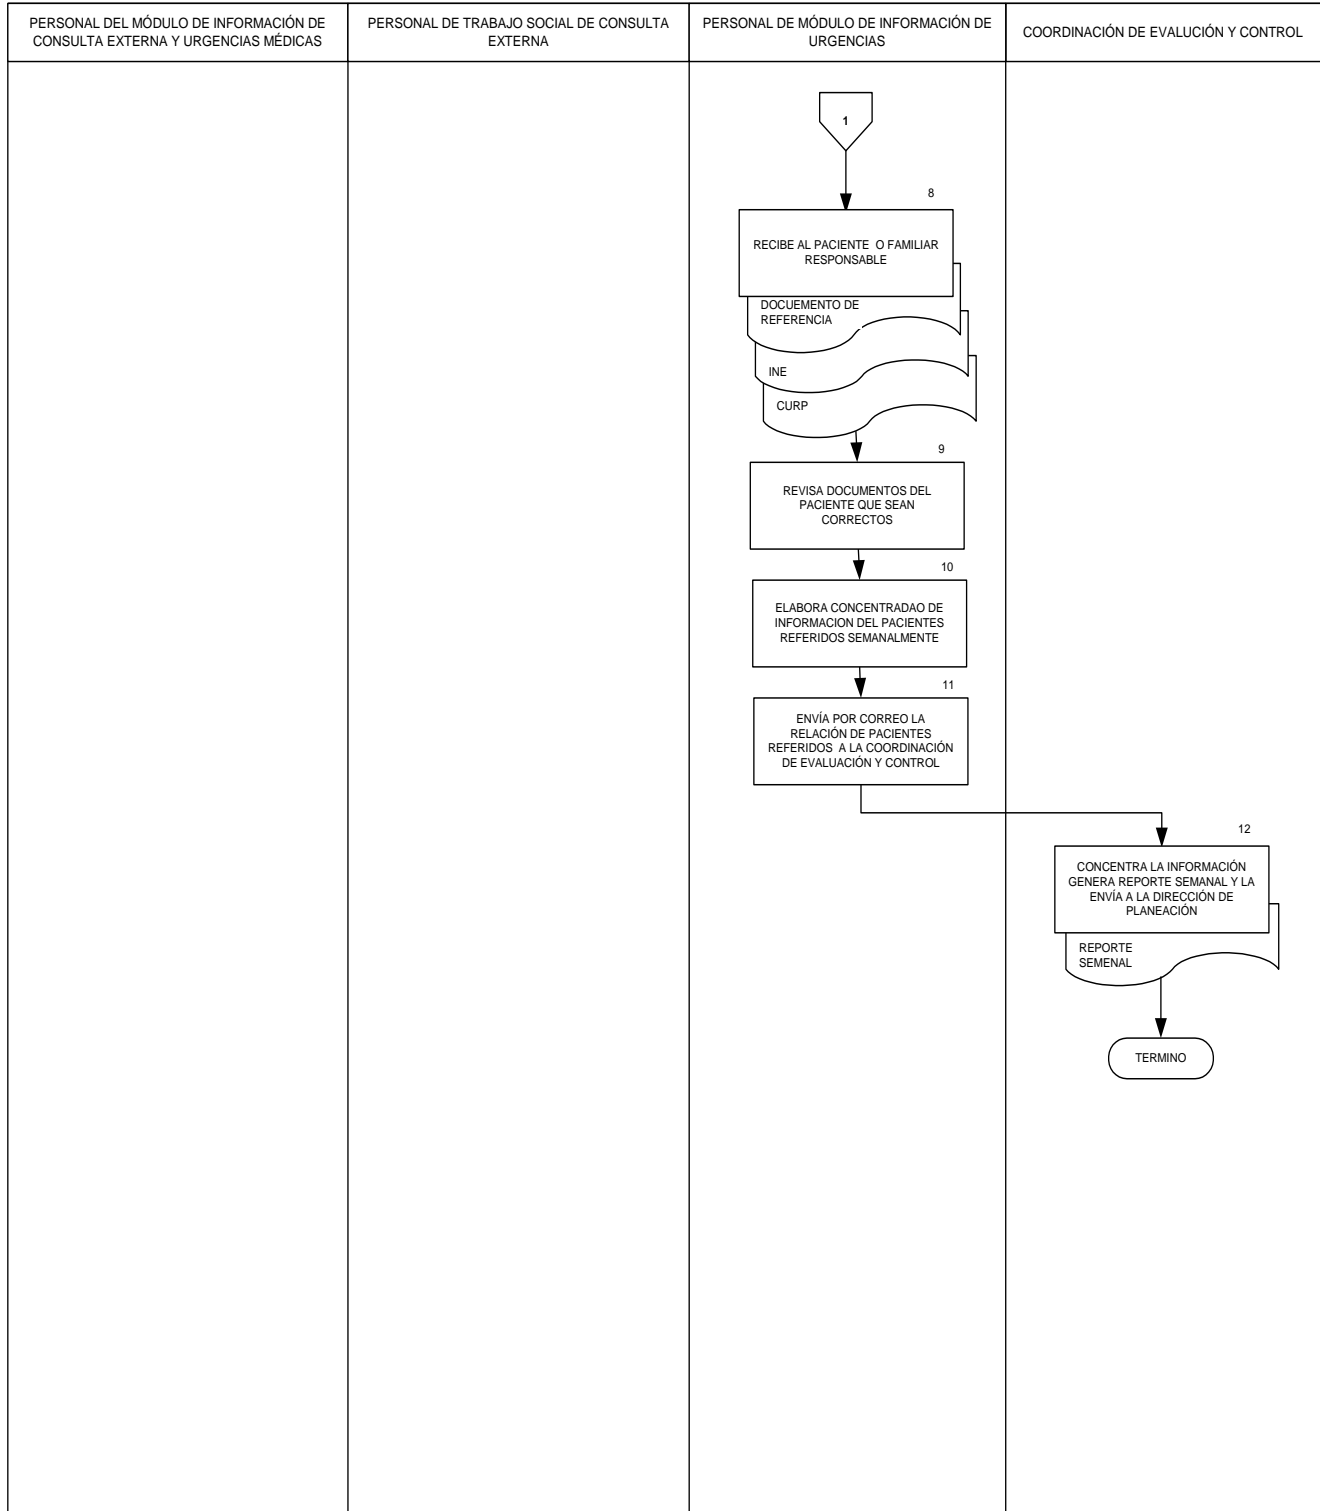 PERSONAL DEL MÓDULO DE INFORMACIÓN DE
CONSULTA EXTERNA Y URGENCIAS MÉDICAS
PERSONAL DE TRABAJO SOCIAL DE CONSULTA
EXTERNA
PERSONAL DE MÓDULO DE INFORMACIÓN DE
URGENCIAS
COORDINACIÓN DE EVALUCIÓN Y CONTROL
1
8
RECIBE AL PACIENTE O FAMILIAR
RESPONSABLE
DOCUEMENTO DE
REFERENCIA
INE
CURP
9
REVISA DOCUMENTOS DEL
PACIENTE QUE SEAN
CORRECTOS
10
ELABORA CONCENTRADAO DE
INFORMACION DEL PACIENTES
REFERIDOS SEMANALMENTE
11
ENVÍA POR CORREO LA
RELACIÓN DE PACIENTES
REFERIDOS A LA COORDINACIÓN
DE EVALUACIÓN Y CONTROL
12
CONCENTRA LA INFORMACIÓN
GENERA REPORTE SEMANAL Y LA
ENVÍA A LA DIRECCIÓN DE
PLANEACIÓN
REPORTE
SEMENAL
TERMINO